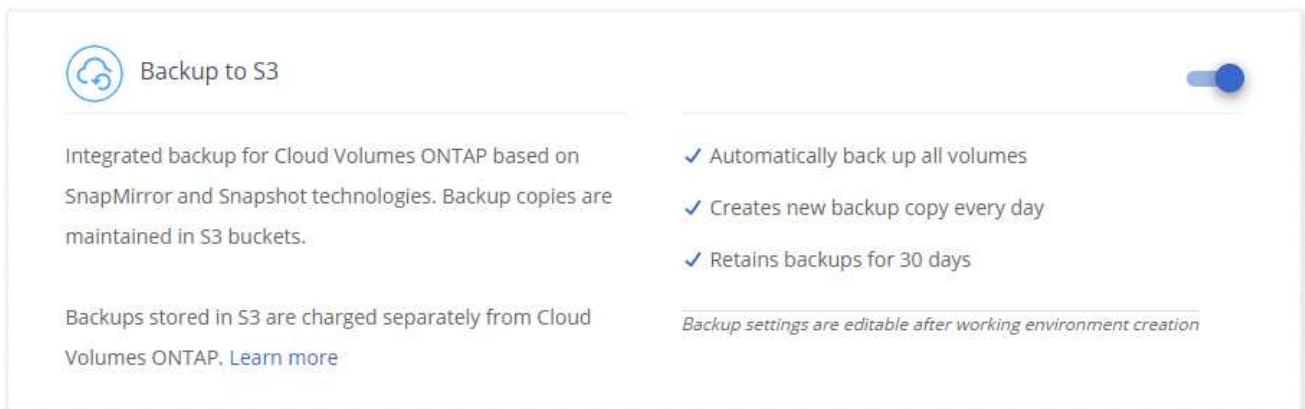 Backup to S3
Integrated backup for Cloud Volumes ONTAP based on
SnapMirror and Snapshot technologies. Backup copies are
maintained in S3 buckets.
Backups stored in S3 are charged separately from Cloud
Volumes ONTAP. Learn more
Automatically back up all volumes
Creates new backup copy every day
Retains backups for 30 days
Backup settings are editable after working environment creation